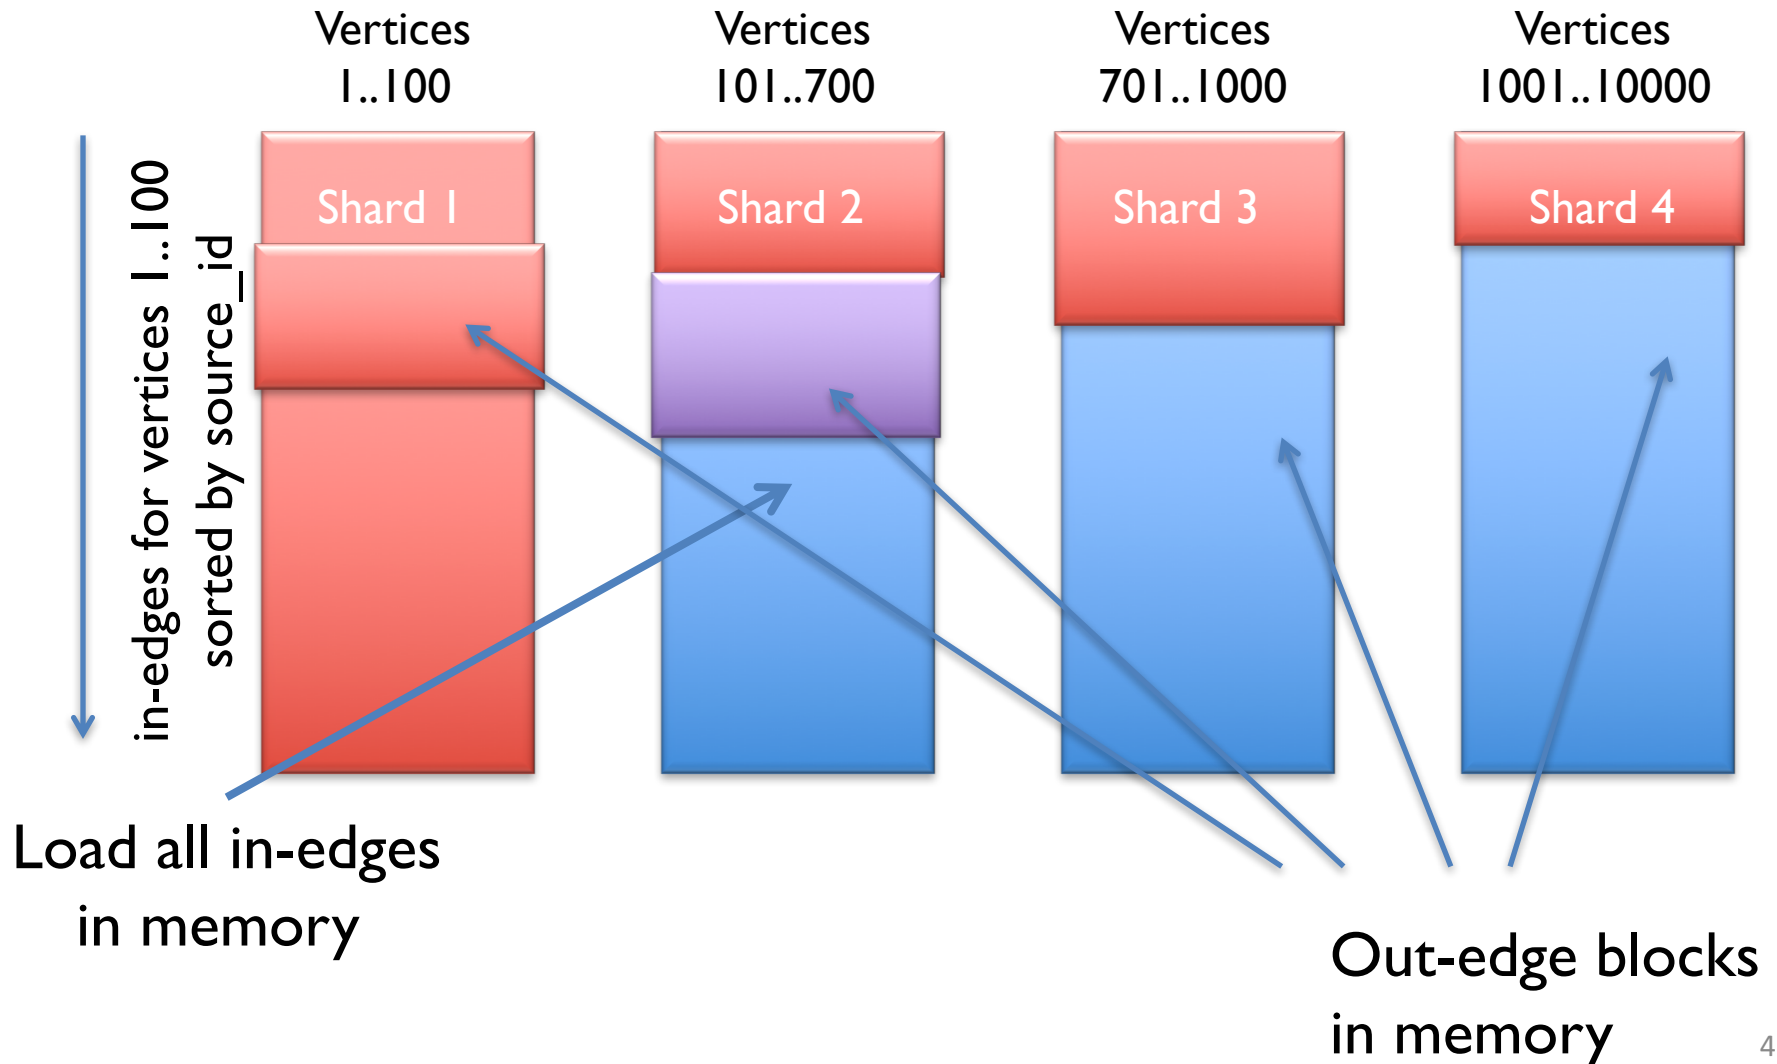 Vertices
1..100
Vertices
101..700
Vertices
701..1000
Vertices
1001..10000
in-edges for vertices 1..100
sorted by source_id
Shard 1
Shard 2
Shard 3
Shard 4
Load all in-edges
in memory
Out-edge blocks
in memory
4